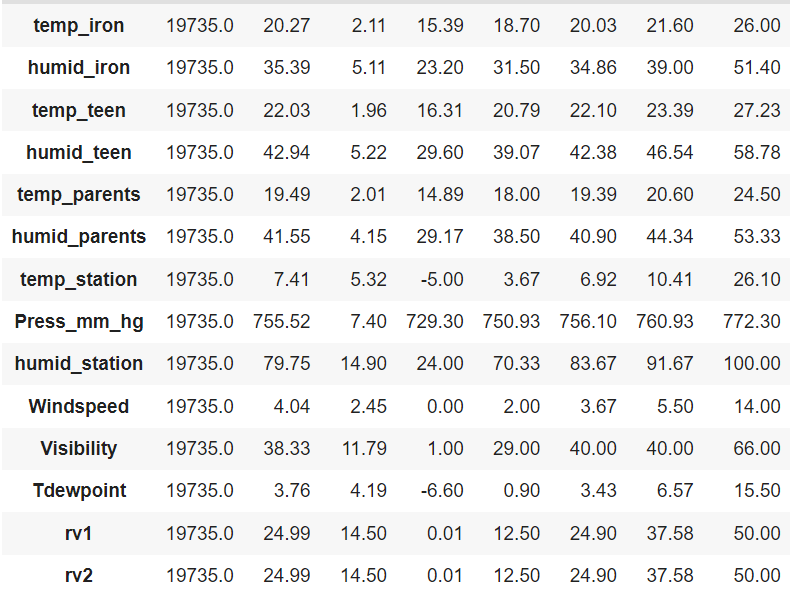 temp_iron 19735.0 20.27 2.11 15.39 18.70 20.03 21.60 26.00
humid_iron 19735.0 35.39 5.11 23.20 31.50 34.86 39.00 51.40
temp_teen 19735.0 22.03 1.96 16.31 20.79 22.10 23.39 27.23
humid_teen 19735.0 42.94 5.22 29.60 39.07 42.38 46.54 58.78
temp_parents 19735.0 19.49 2.01 14.89 18.00 19.39 20.60 24.50
humid_parents 19735.0 41.55 4.15 29.17 38.50 40.90 44.34 53.33
temp_station 19735.0 7.41 5.32 -5.00 3.67 6.92 10.41 26.10
Press_mm_hg 19735.0 755.52 7.40 729.30 750.93 756.10 760.93 772.30
humid_station 19735.0 79.75 14.90 24.00 70.33 83.67 91.67 100.00
Windspeed 19735.0 4.04 2.45 0.00 2.00 3.67 5.50 14.00
Visibility 19735.0 38.33 11.79 1.00 29.00 40.00 40.00 66.00
Tdewpoint 19735.0 3.76 4.19 -6.60 0.90 3.43 6.57 15.50
rv1 19735.0 24.99 14.50 0.01 12.50 24.90 37.58 50.00
rv2 19735.0 24.99 14.50 0.01 12.50 24.90 37.58 50.00